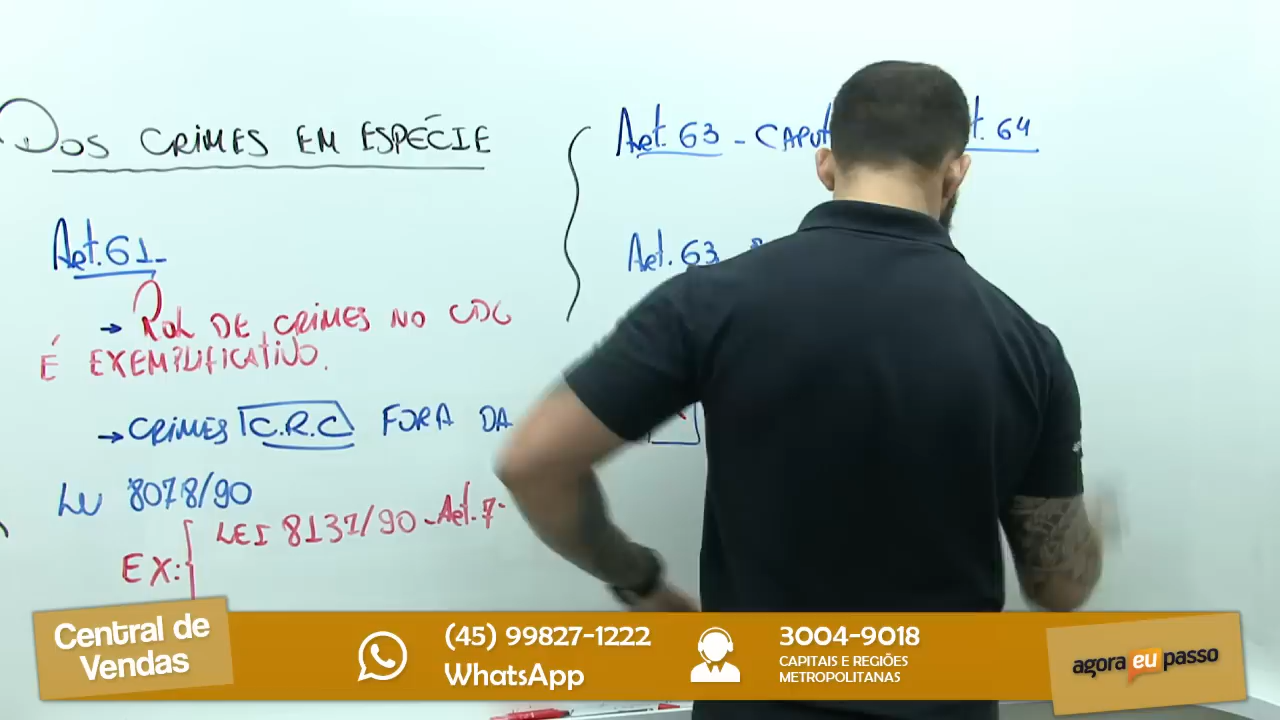 DOS CRIMES EM ESPÉCIE
Art. 61-
→ ROL DE CRIMES NO CDC
É EXEMPLIFICATIVO.
→ CRIMES C.R.C FORA DA
LEI 8078/90
EX: LEI 8137/90 - Art. 7º
Art. 63 - CAPUT
64
Art. 63
Central de
Vendas
(45) 99827-1222
WhatsApp
3004-9018
CAPITAIS E REGIÕES
METROPOLITANAS
agora eu passo